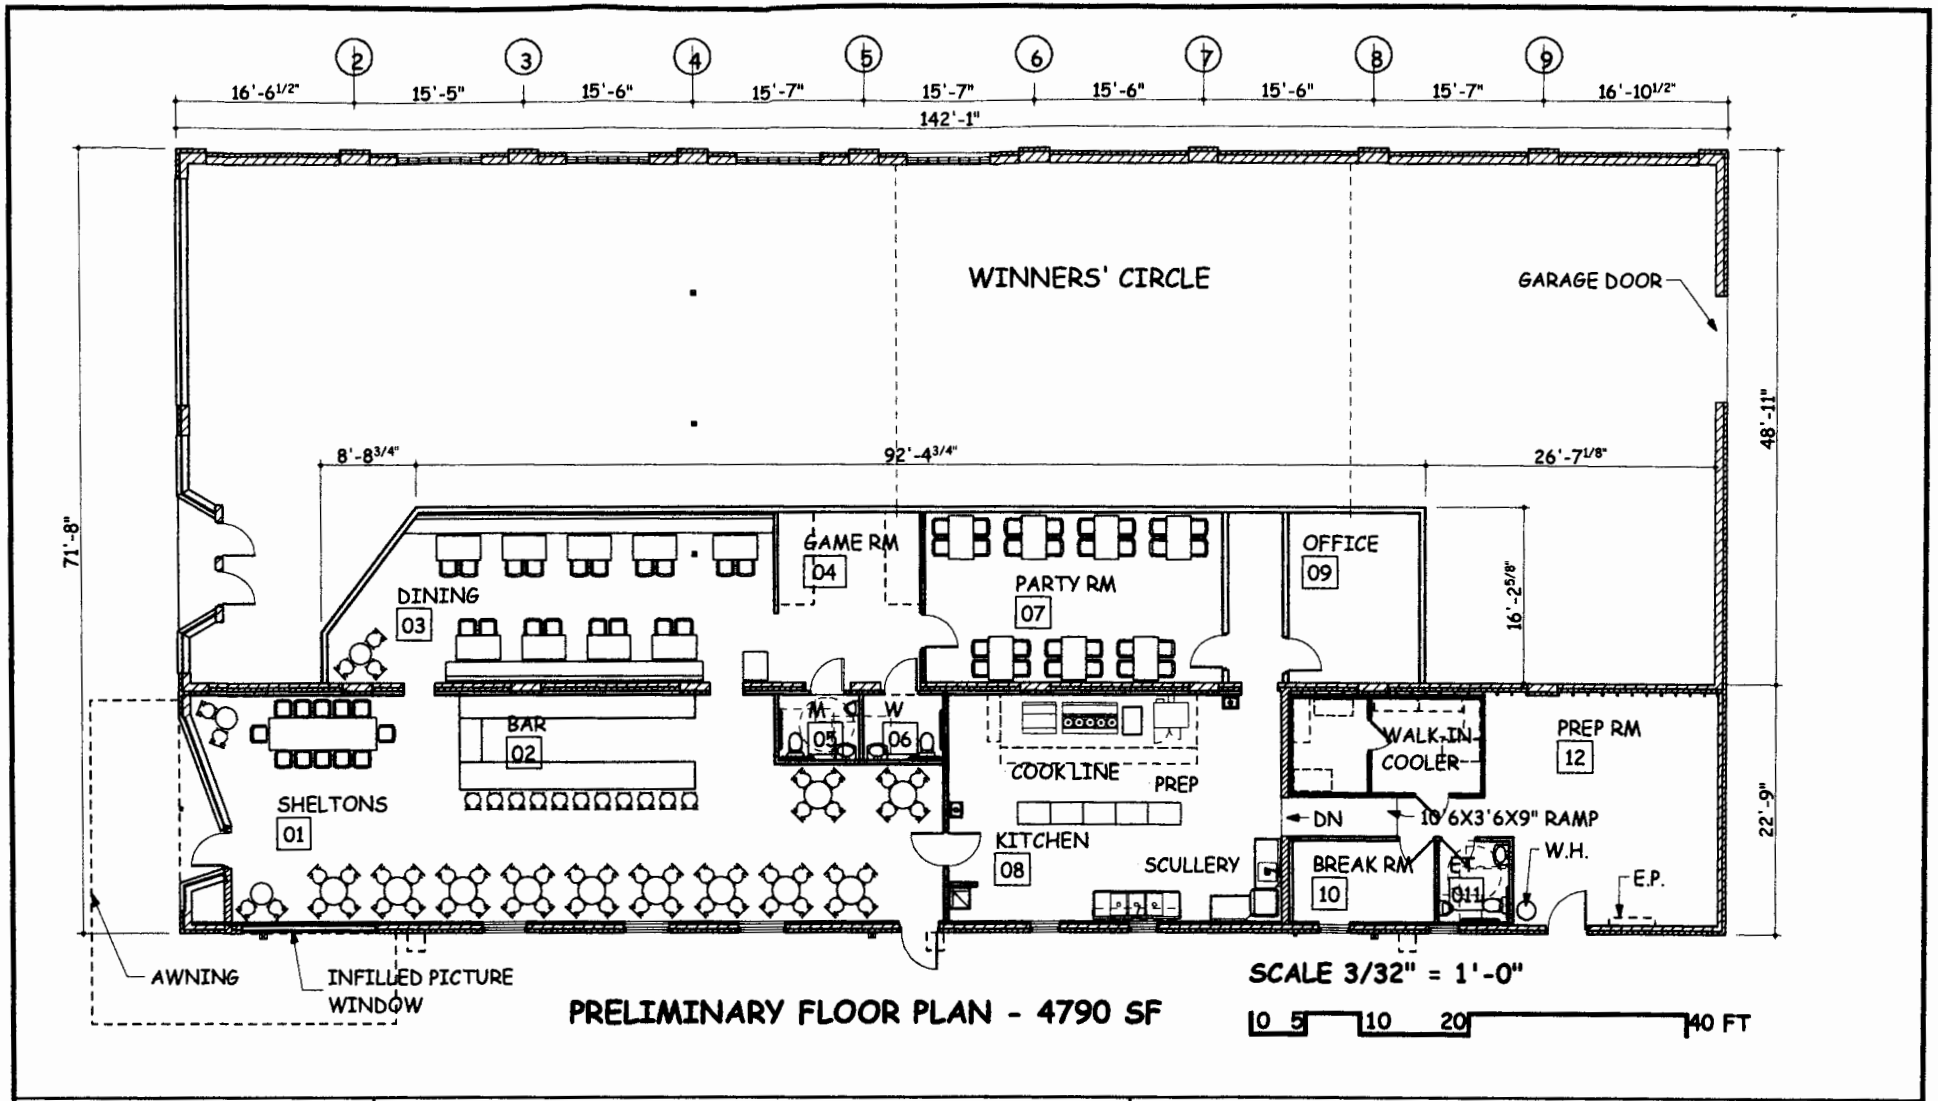 2 3 4 5 6 7 8 9
16'-6 1/2" 15'-5" 15'-6" 15'-7" 15'-7" 15'-6" 15'-6" 15'-7" 16'-10 1/2"
142'-1"
WINNERS' CIRCLE
GARAGE DOOR
48'-11"
71'-8"
8'-8 3/4" 92'-4 3/4" 26'-7 1/8"
16'-2 5/8"
GAME RM
04
OFFICE
09
DINING
03
PARTY RM
07
BAR
02
M
05
W
06
WALK-IN
COOLER
PREP RM
12
COOKLINE
PREP
SHELTONS
01
DN
10'6X3'6X9" RAMP
22'-9"
KITCHEN
08
SCULLERY
BREAK RM
10
ET
011
W.H.
E.P.
AWNING
INFILLED PICTURE
WINDOW
SCALE 3/32" = 1'-0"
PRELIMINARY FLOOR PLAN - 4790 SF
0 5 10 20 40 FT